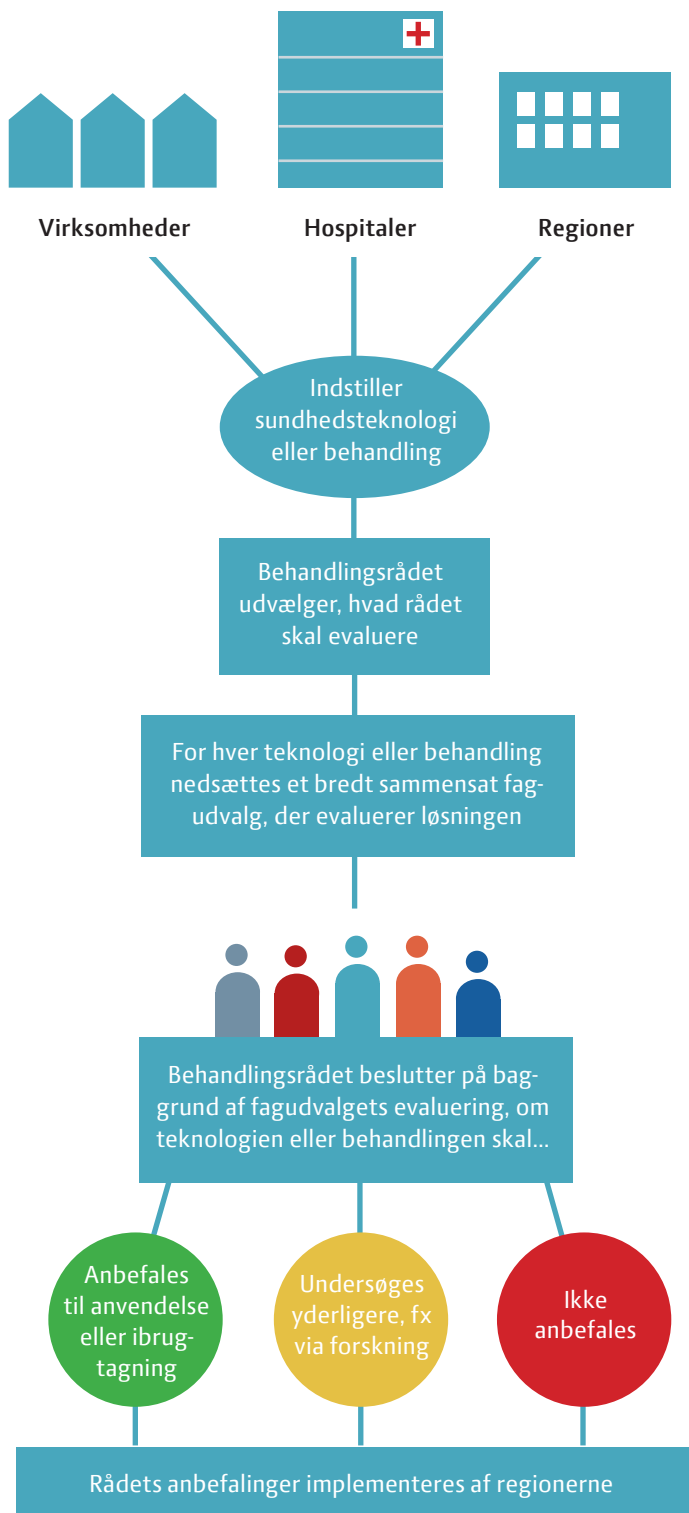 Virksomheder
Hospitaler
Regioner
Indstiller
sundhedsteknologi
eller behandling
Behandlingsrådet
udvælger, hvad rådet
skal evaluere
For hver teknologi eller behandling
nedsættes et bredt sammensat fag-
udvalg, der evaluerer løsningen
Behandlingsrådet beslutter på bag-
grund af fagudvalgets evaluering, om
teknologien eller behandlingen skal...
Anbefales
til anvendelse
eller ibrug-
tagning
Undersøges
yderligere, fx
via forskning
Ikke
anbefales
Rådets anbefalinger implementeres af regionerne